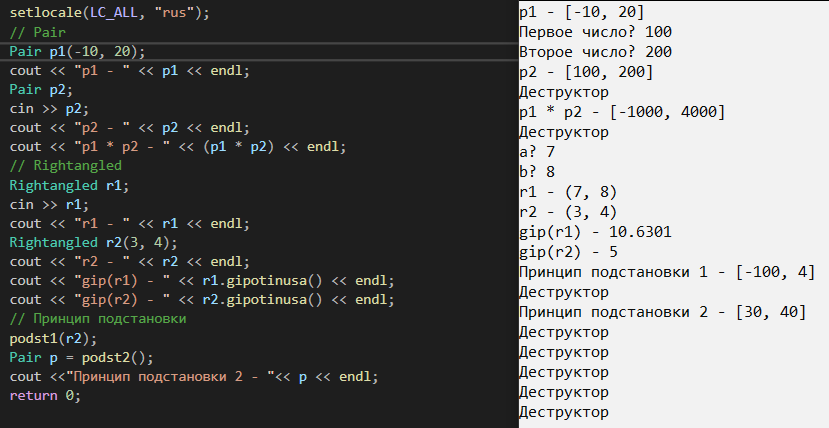 setlocale(LC_ALL, "rus");
// Pair
Pair p1(-10, 20);
cout << "p1 - " << p1 << endl;
Pair p2;
cin >> p2;
cout << "p2 - " << p2 << endl;
cout << "p1 * p2 - " << (p1 * p2) << endl;
// Rightangled
Rightangled r1;
cin >> r1;
cout << "r1 - " << r1 << endl;
Rightangled r2(3, 4);
cout << "r2 - " << r2 << endl;
cout << "gip(r1) - " << r1.gipotinusa() << endl;
cout << "gip(r2) - " << r2.gipotinusa() << endl;
// Принцип подстановки
podst1(r2);
Pair p = podst2();
cout <<"Принцип подстановки 2 - "<< p << endl;
return 0;
p1 - [-10, 20]
Первое число? 100
Второе число? 200
p2 - [100, 200]
Деструктор
p1 * p2 - [-1000, 4000]
Деструктор
a? 7
b? 8
r1 - (7, 8)
r2 - (3, 4)
gip(r1) - 10.6301
gip(r2) - 5
Принцип подстановки 1 - [-100, 4]
Деструктор
Принцип подстановки 2 - [30, 40]
Деструктор
Деструктор
Деструктор
Деструктор
Деструктор